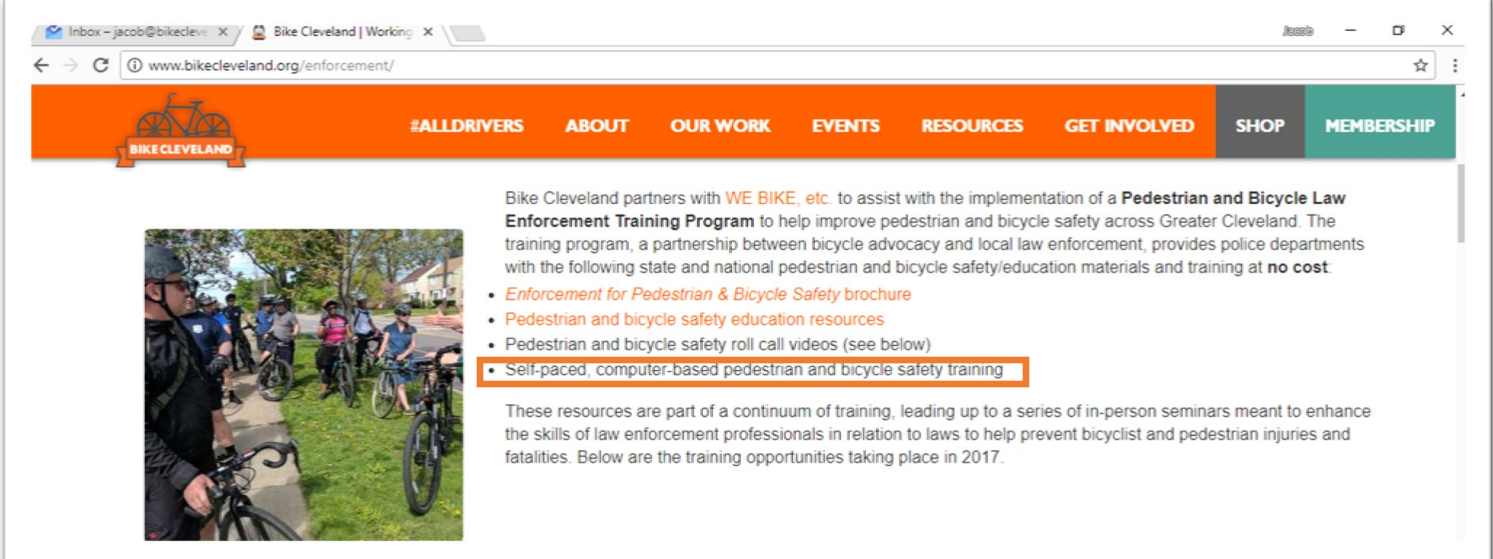 Inbox – jacob@bikecleve
Bike Cleveland | Working
Jacob
www.bikecleveland.org/enforcement/
BIKE CLEVELAND
#ALLDRIVERS ABOUT OUR WORK EVENTS RESOURCES GET INVOLVED SHOP MEMBERSHIP
Bike Cleveland partners with WE BIKE, etc. to assist with the implementation of a Pedestrian and Bicycle Law
Enforcement Training Program to help improve pedestrian and bicycle safety across Greater Cleveland. The
training program, a partnership between bicycle advocacy and local law enforcement, provides police departments
with the following state and national pedestrian and bicycle safety/education materials and training at no cost:
• Enforcement for Pedestrian & Bicycle Safety brochure
• Pedestrian and bicycle safety education resources
• Pedestrian and bicycle safety roll call videos (see below)
• Self-paced, computer-based pedestrian and bicycle safety training
These resources are part of a continuum of training, leading up to a series of in-person seminars meant to enhance
the skills of law enforcement professionals in relation to laws to help prevent bicyclist and pedestrian injuries and
fatalities. Below are the training opportunities taking place in 2017.